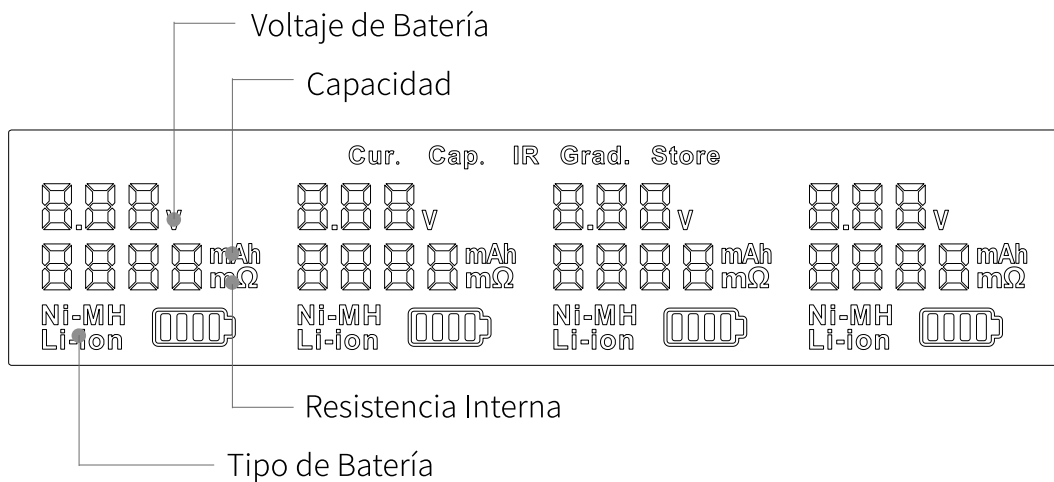 Voltaje de Batería
Capacidad
Cur. Cap. IR Grad. Store
8.88 V 8.88 V 8.88 V 8.88 V
8888 mAh 8888 mAh 8888 mAh 8888 mAh
mΩ mΩ mΩ mΩ
Ni-MH Ni-MH Ni-MH Ni-MH
Li-ion Li-ion Li-ion Li-ion
Resistencia Interna
Tipo de Batería